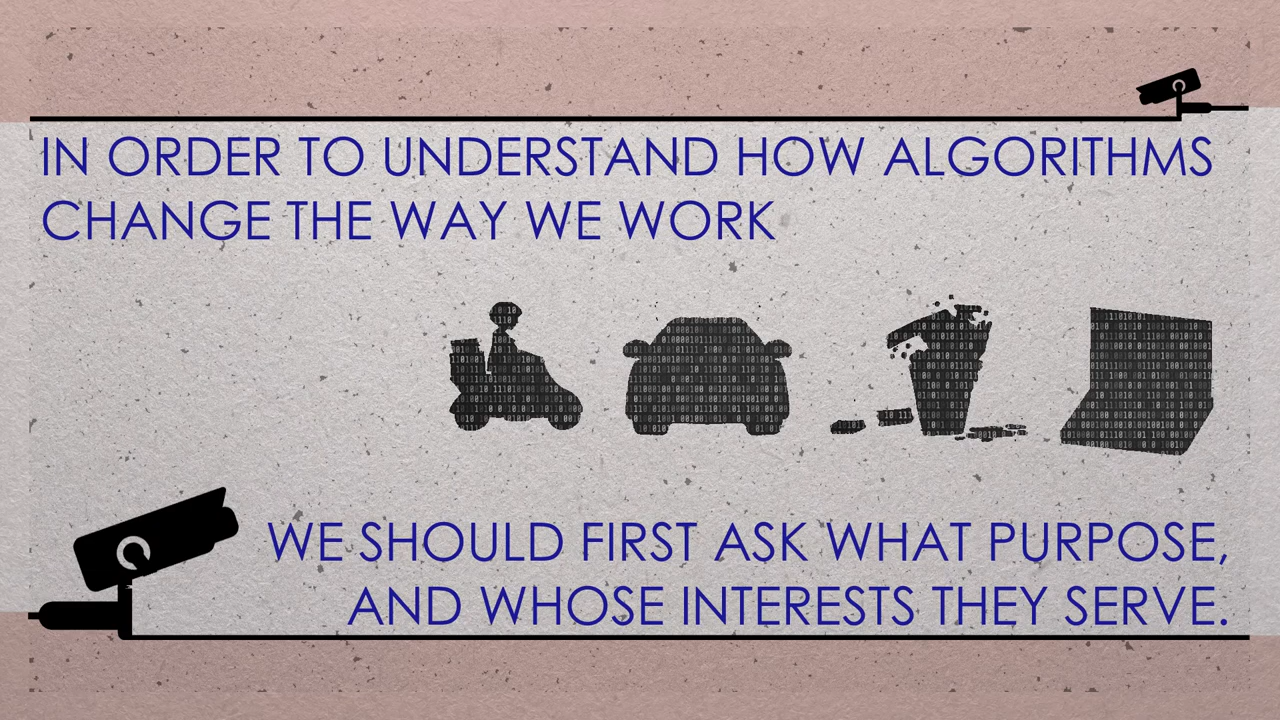 IN ORDER TO UNDERSTAND HOW ALGORITHMS
CHANGE THE WAY WE WORK
WE SHOULD FIRST ASK WHAT PURPOSE,
AND WHOSE INTERESTS THEY SERVE.